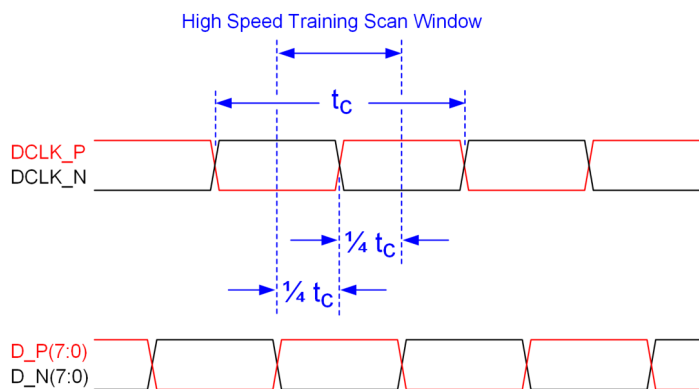 High Speed Training Scan Window
tC
DCLK_P
DCLK_N
¼ tC
¼ tC
D_P(7:0)
D_N(7:0)